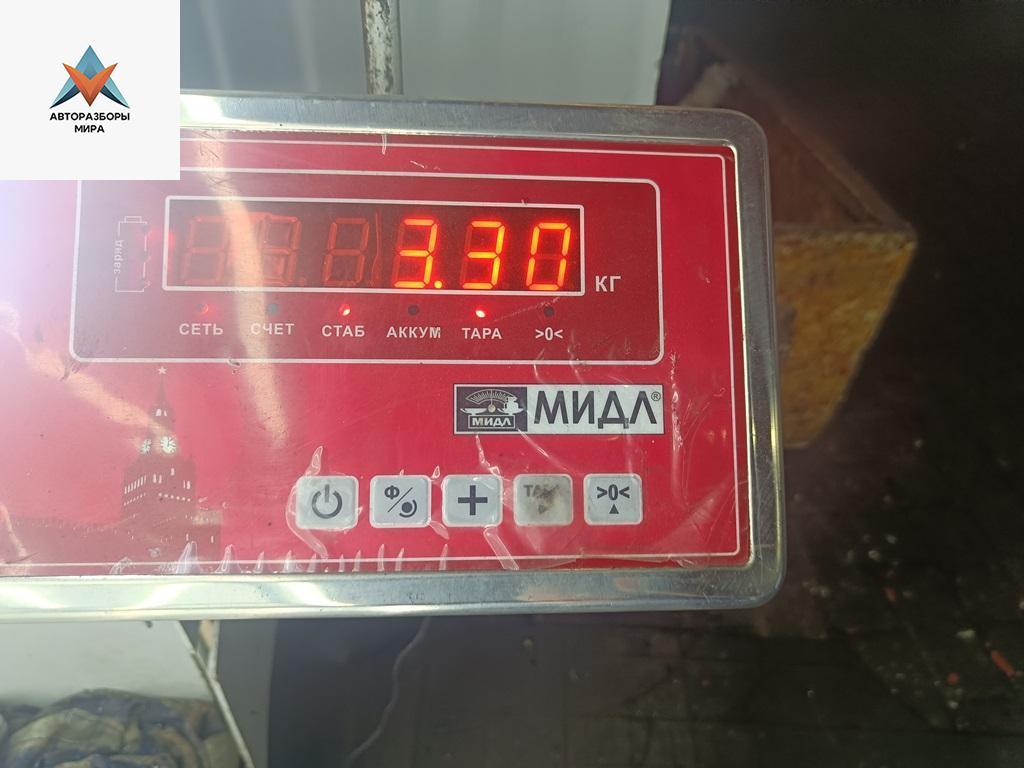 АВТОРАЗБОРЫ
МИРА
заряд
3.30
КГ
СЕТЬ СЧЕТ СТАБ АККУМ ТАРА >0<
МИДЛ МИДЛ®
Ф/ + >0<